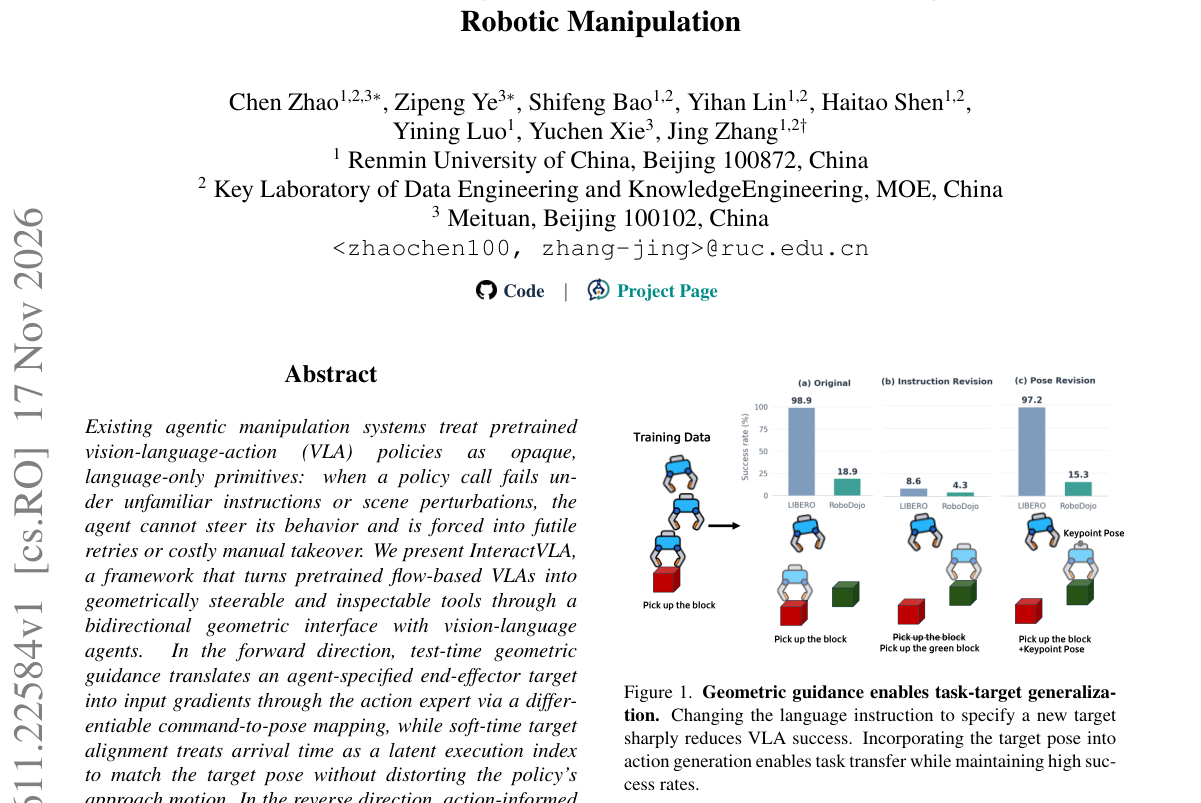 Robotic Manipulation
Chen Zhao1,2,3∗, Zipeng Ye3∗, Shifeng Bao1,2, Yihan Lin1,2, Haitao Shen1,2,
Yining Luo1, Yuchen Xie3, Jing Zhang1,2†
1 Renmin University of China, Beijing 100872, China
2 Key Laboratory of Data Engineering and KnowledgeEngineering, MOE, China
3 Meituan, Beijing 100102, China
<zhaochen100, zhang-jing>@ruc.edu.cn
Code | Project Page
611.22584v1 [cs.RO] 17 Nov 2026
Abstract
Existing agentic manipulation systems treat pretrained
vision-language-action (VLA) policies as opaque,
language-only primitives: when a policy call fails un-
der unfamiliar instructions or scene perturbations, the
agent cannot steer its behavior and is forced into futile
retries or costly manual takeover. We present InteractVLA,
a framework that turns pretrained flow-based VLAs into
geometrically steerable and inspectable tools through a
bidirectional geometric interface with vision-language
agents. In the forward direction, test-time geometric
guidance translates an agent-specified end-effector target
into input gradients through the action expert via a differ-
entiable command-to-pose mapping, while soft-time target
alignment treats arrival time as a latent execution index
to match the target pose without distorting the policy's
approach motion. In the reverse direction, action-informed
Training Data
Pick up the block
(a) Original
(b) Instruction Revision
(c) Pose Revision
Success rate (%)
100
75
50
25
0
98.9
18.9
8.6
4.3
97.2
15.3
LIBERO
RoboDojo
LIBERO
RoboDojo
LIBERO
RoboDojo
Keypoint Pose
Pick up the block
Pick up the block
Pick up the green block
Pick up the block
+Keypoint Pose
Figure 1. Geometric guidance enables task-target generaliza-
tion. Changing the language instruction to specify a new target
sharply reduces VLA success. Incorporating the target pose into
action generation enables task transfer while maintaining high suc-
cess rates.